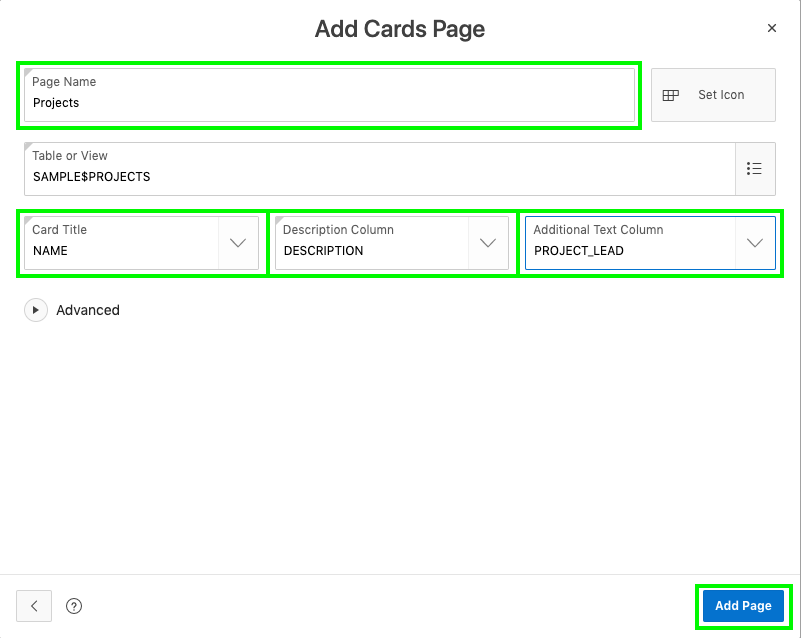 Add Cards Page
Page Name
Projects
Set Icon
Table or View
SAMPLE$PROJECTS
Card Title
NAME
Description Column
DESCRIPTION
Additional Text Column
PROJECT_LEAD
Advanced
Add Page